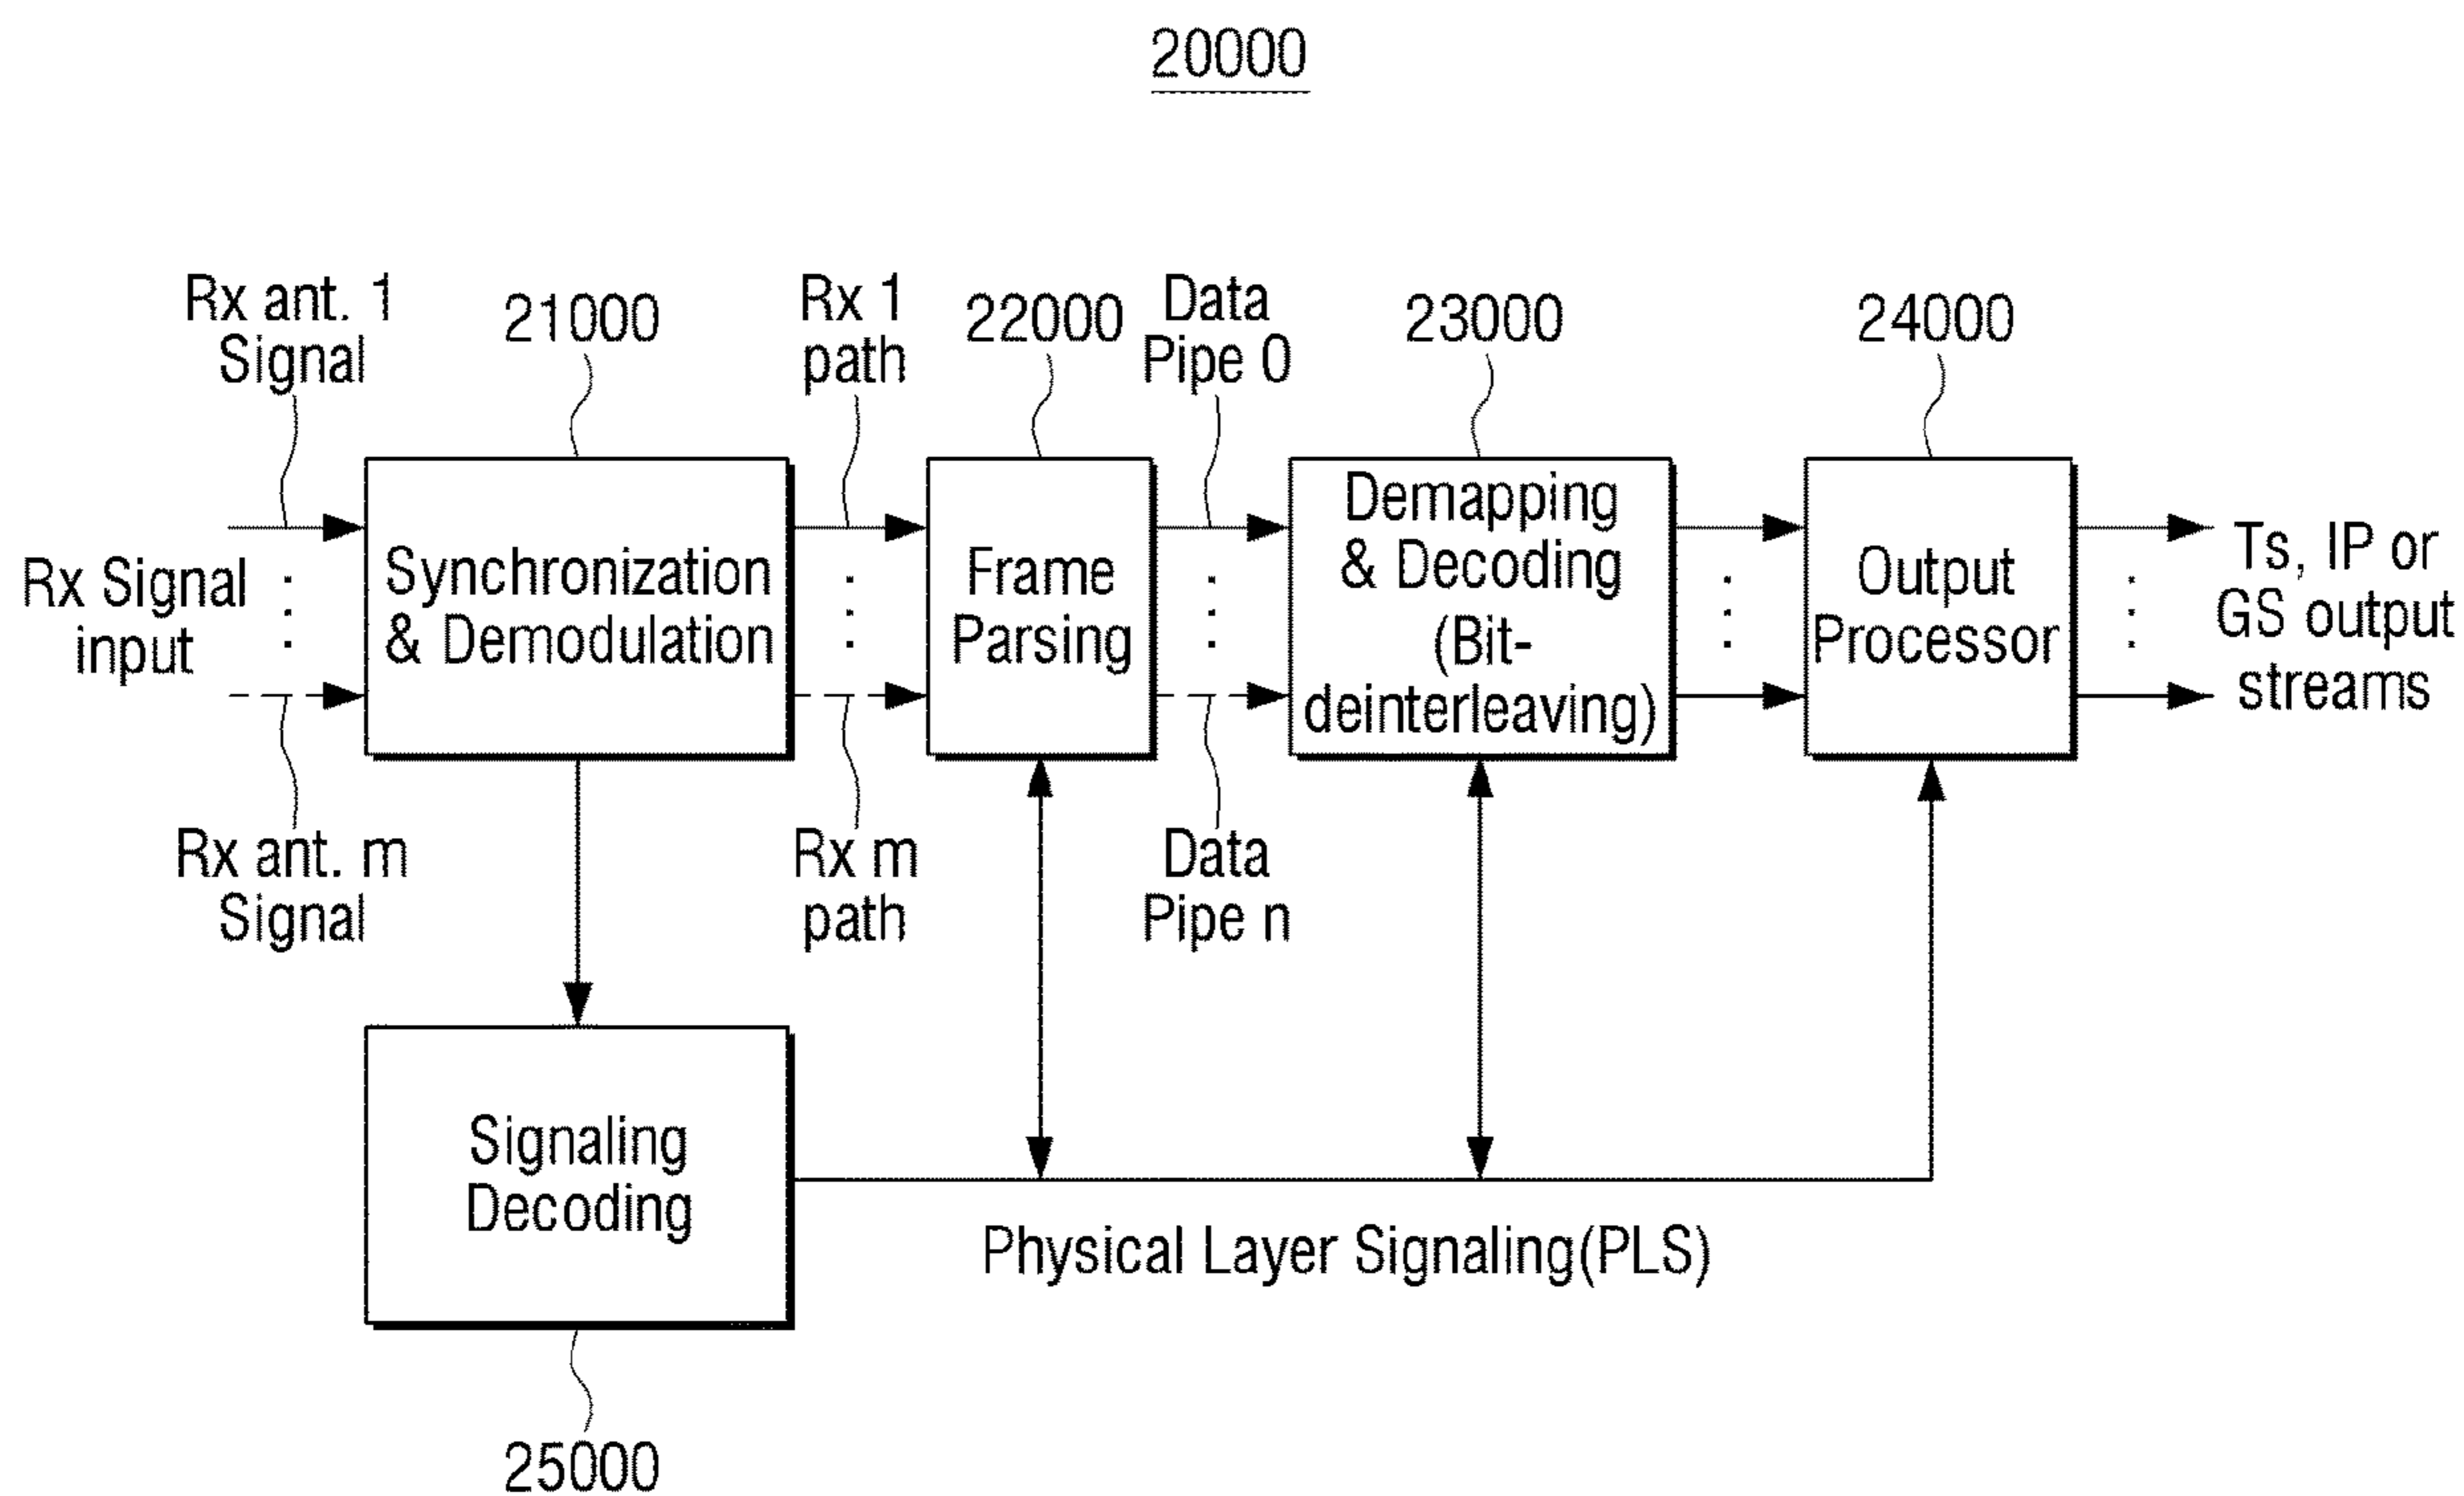 20000
Rx ant. 1
Signal
21000
Rx 1
path
22000
Data
Pipe 0
23000
24000
Rx Signal
input
Synchronization
& Demodulation
Frame
Parsing
Demapping
& Decoding
(Bit-
deinterleaving)
Output
Processor
Ts, IP or
GS output
streams
Rx ant. m
Signal
Rx m
path
Data
Pipe n
Signaling
Decoding
Physical Layer Signaling(PLS)
25000